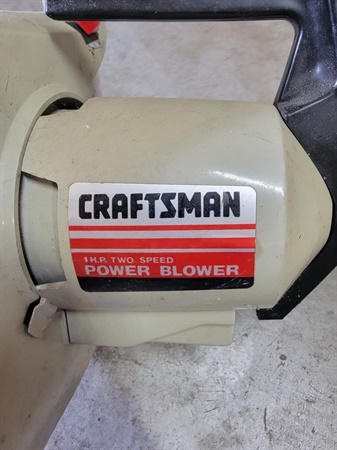 CRAFTSMAN
1 H.P. TWO SPEED
POWER BLOWER